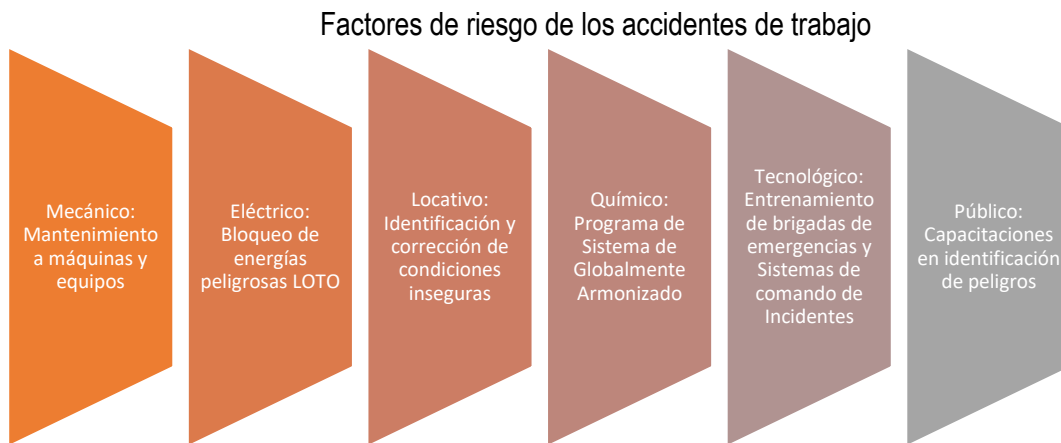 Factores de riesgo de los accidentes de trabajo
Mecánico:
Mantenimiento
a máquinas y
equipos
Eléctrico:
Bloqueo de
energías
peligrosas LOTO
Locativo:
Identificación y
corrección de
condiciones
inseguras
Químico:
Programa de
Sistema de
Globalmente
Armonizado
Tecnológico:
Entrenamiento
de brigadas de
emergencias y
Sistemas de
comando de
Incidentes
Público:
Capacitaciones
en identificación
de peligros